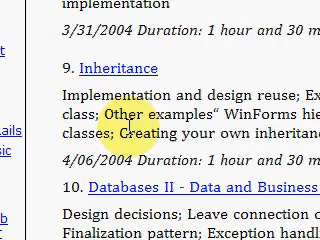 implementation
3/31/2004 Duration: 1 hour and 30 m
9. Inheritance
Implementation and design reuse; Ex
class; Other examples“ WinForms hie
classes; Creating your own inheritanc
4/06/2004 Duration: 1 hour and 30 m
10. Databases II - Data and Business
Design decisions; Leave connection o
Finalization pattern; Exception handli
t
ails
sic
b
r